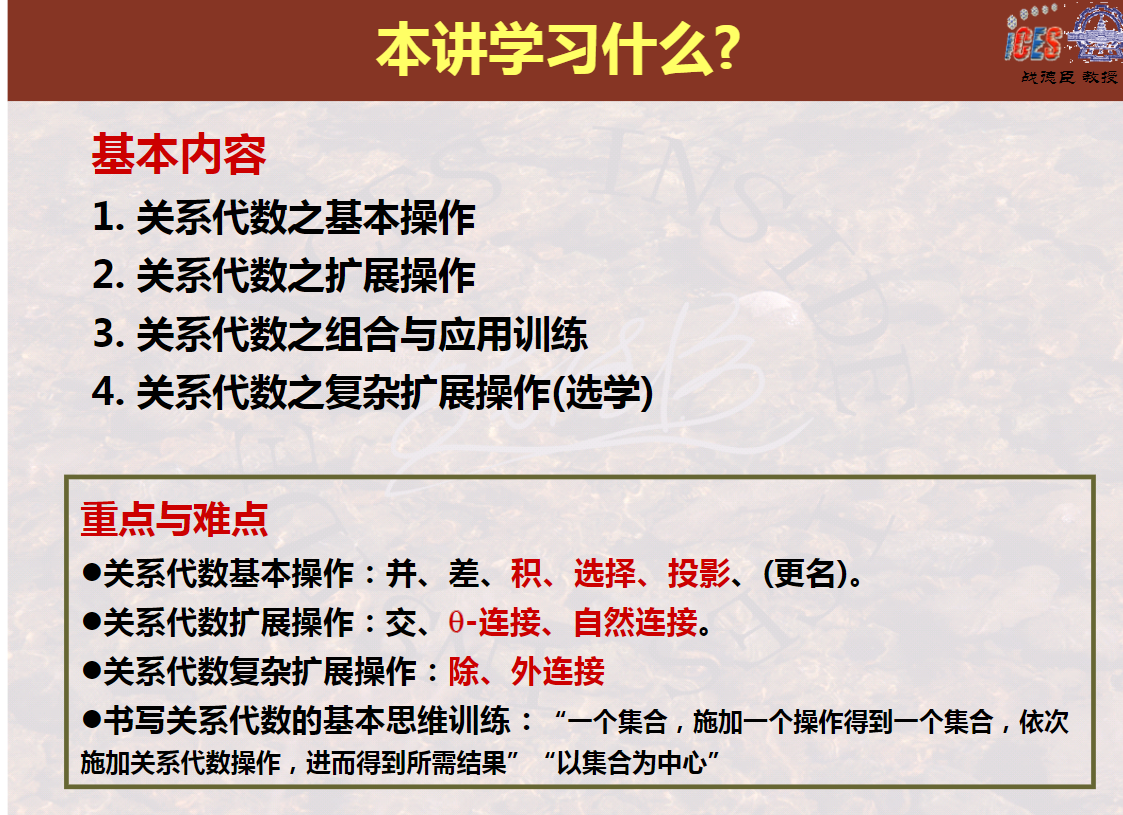 本讲学习什么?
iCES
战德臣 教授
基本内容
1. 关系代数之基本操作
2. 关系代数之扩展操作
3. 关系代数之组合与应用训练
4. 关系代数之复杂扩展操作(选学)
重点与难点
●关系代数基本操作：并、差、积、选择、投影、(更名)。
●关系代数扩展操作：交、θ-连接、自然连接。
●关系代数复杂扩展操作：除、外连接
●书写关系代数的基本思维训练：“一个集合，施加一个操作得到一个集合，依次
施加关系代数操作，进而得到所需结果”“以集合为中心”